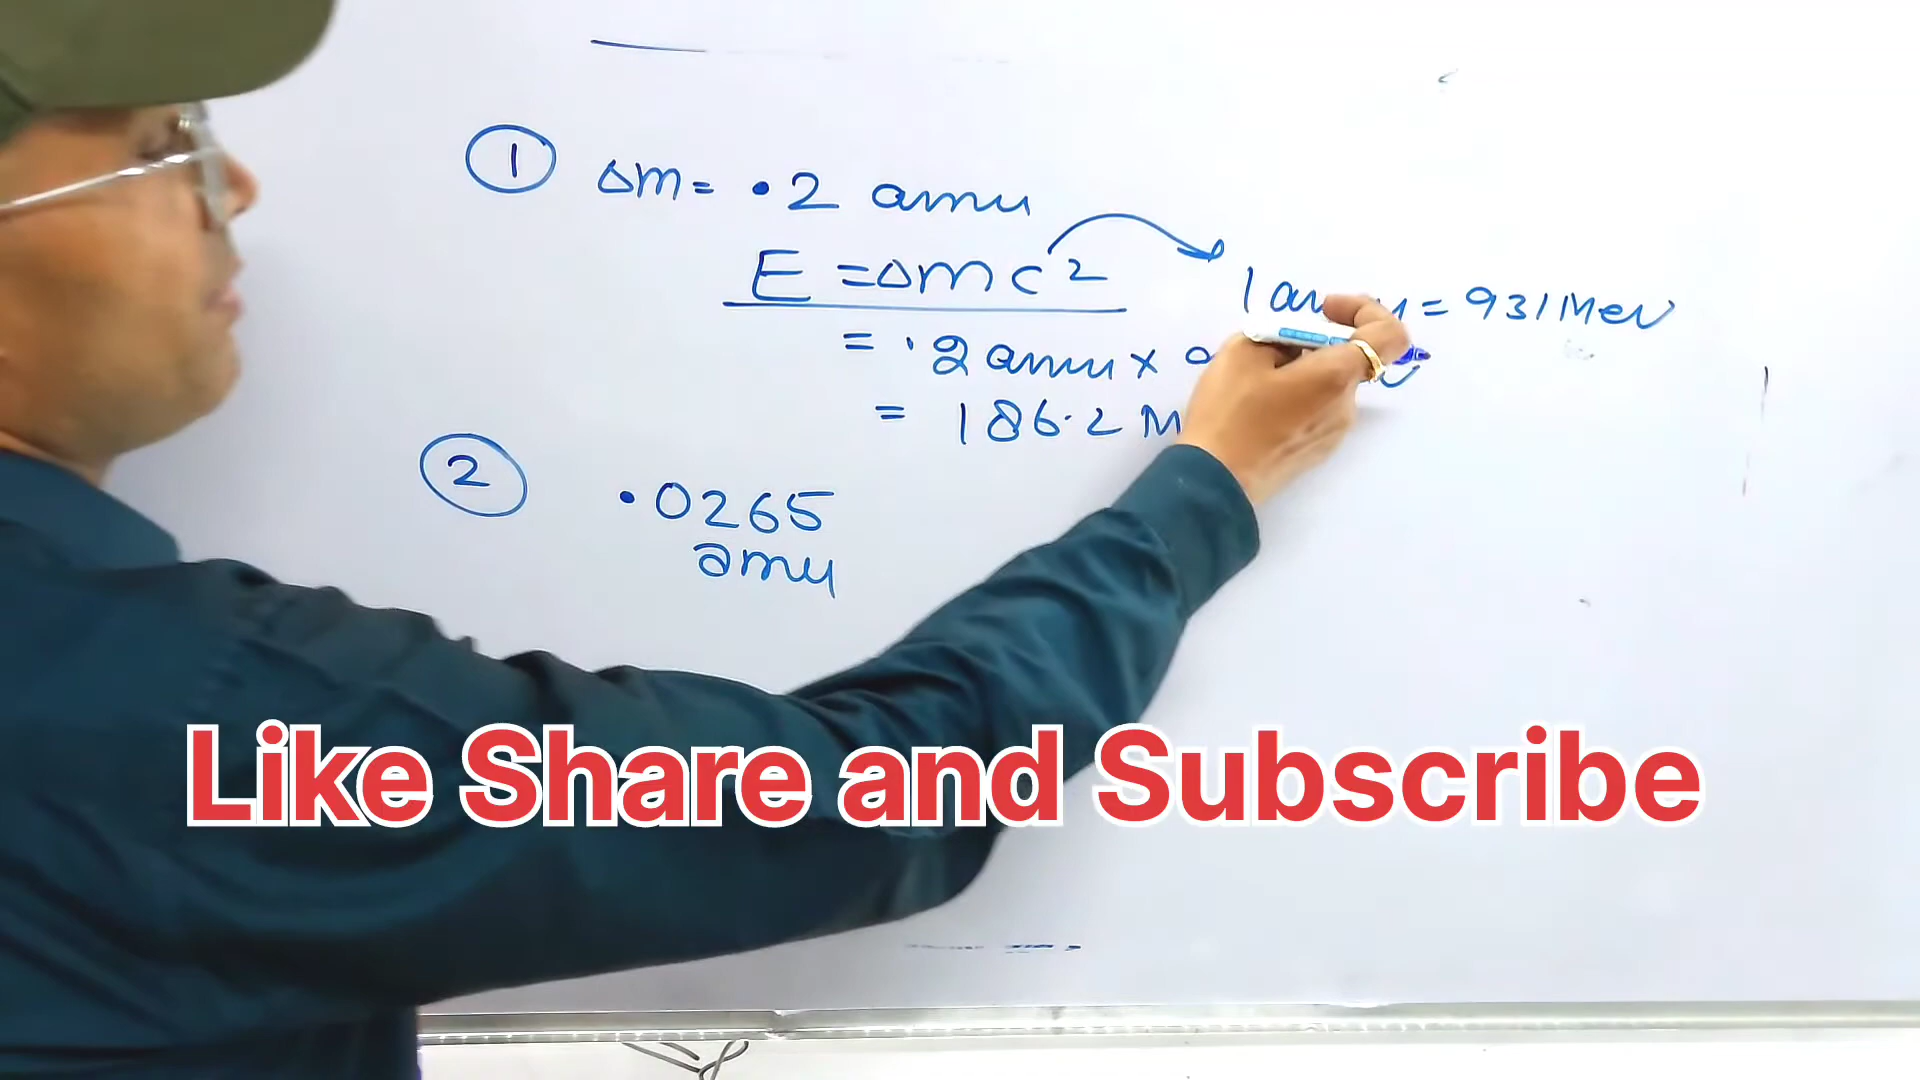 1 Δm = .2 amu
E = Δmc²
1 amu = 931 MeV
= .2 amu ×
= 186.2 M
2 .0265
amu
Like Share and Subscribe